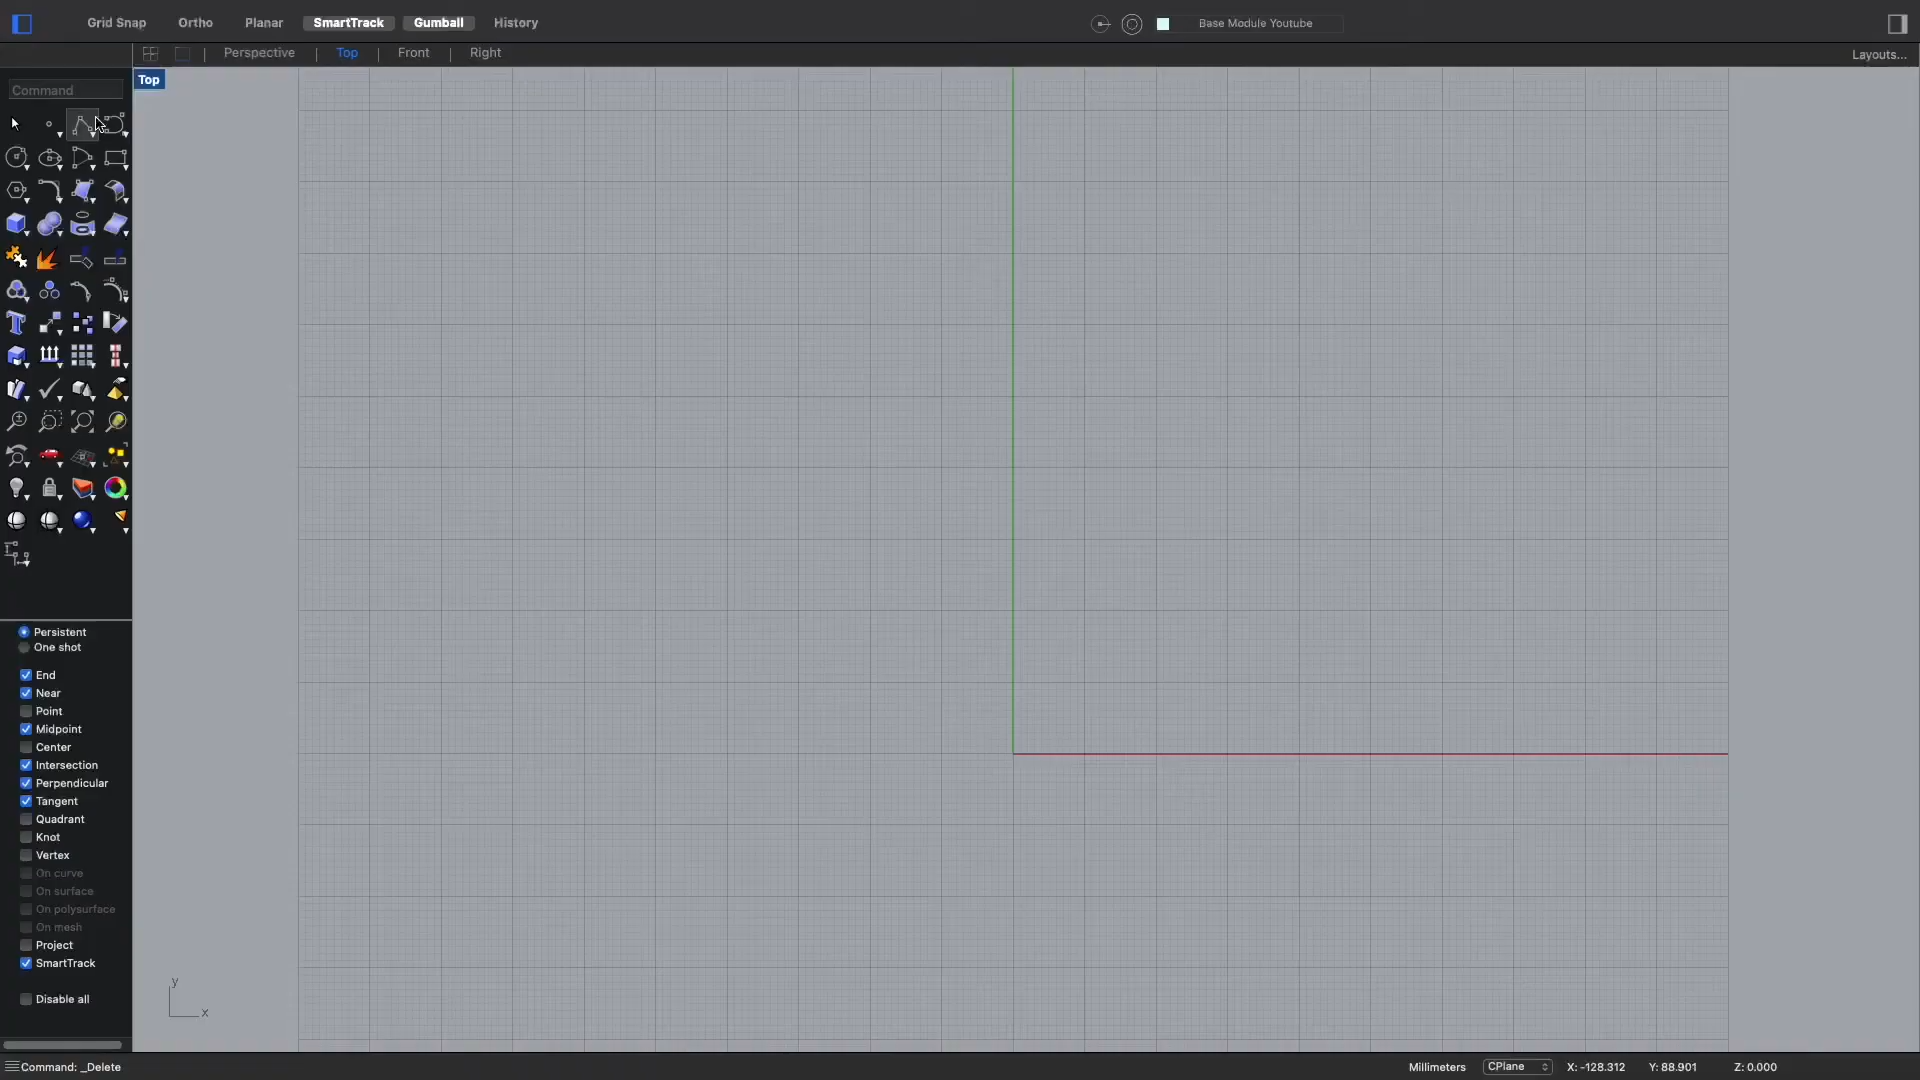 Grid Snap Ortho Planar SmartTrack Gumball History Base Module Youtube
Perspective Top Front Right Layouts...
Top
Command
Persistent
One shot
End
Near
Point
Midpoint
Center
Intersection
Perpendicular
Tangent
Quadrant
Knot
Vertex
On curve
On surface
On polysurface
On mesh
Project
SmartTrack
Disable all
y
x
Command: _Delete Millimeters CPlane X: -128.312 Y: 88.901 Z: 0.000